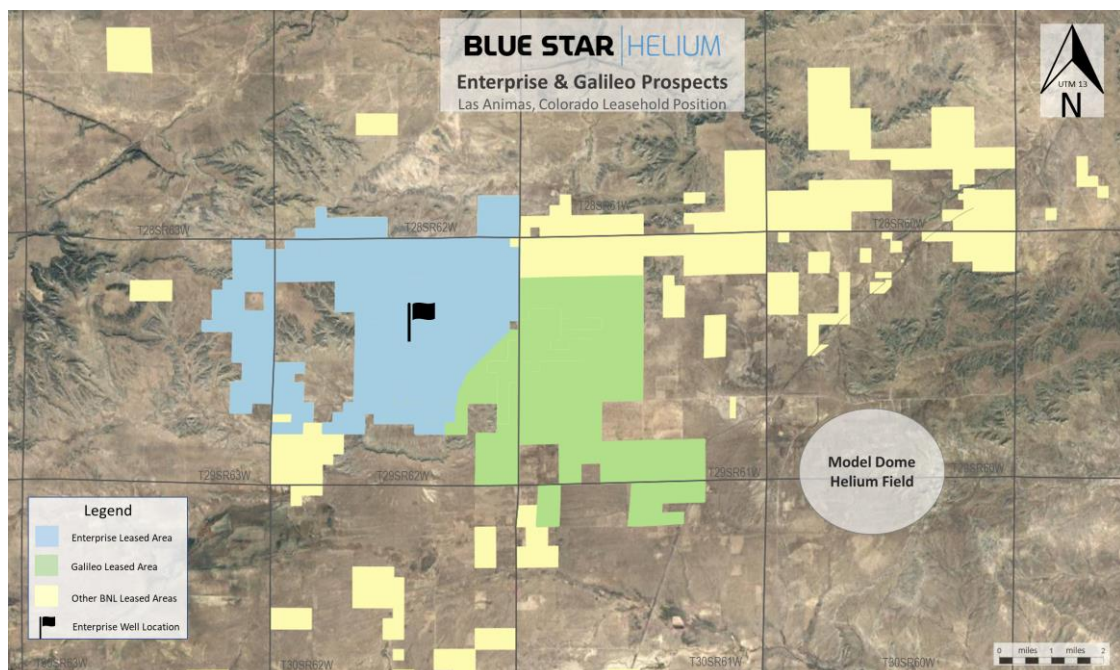 BLUE STAR | HELIUM
Enterprise & Galileo Prospects
Las Animas, Colorado Leasehold Position
UTM 13
N
T28SR63W
T28SR62W
T28SR61W
T28SR60W
T29SR63W
T29SR62W
T29SR61W
T29SR60W
Model Dome
Helium Field
Legend
Enterprise Leased Area
Galileo Leased Area
Other BNL Leased Areas
Enterprise Well Location
T30SR63W
T30SR62W
T30SR61W
T30SR60W
0 miles 1 miles 2